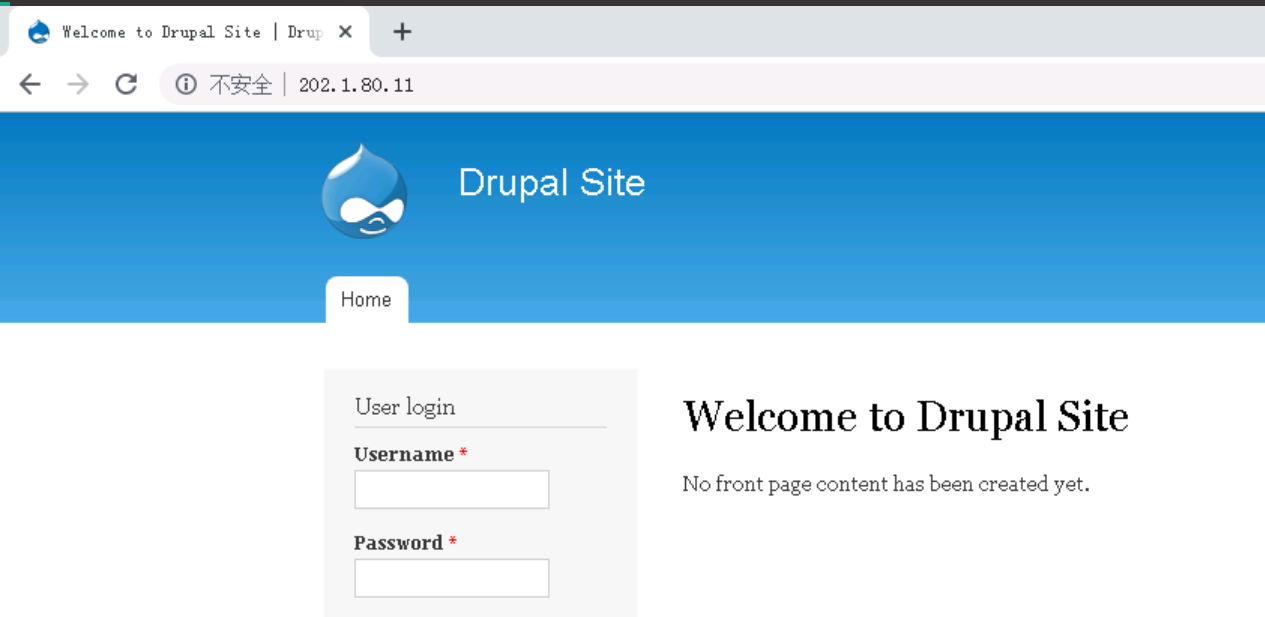 Welcome to Drupal Site | Drup
不安全 | 202.1.80.11
Drupal Site
Home
User login
Username *
Password *
Welcome to Drupal Site
No front page content has been created yet.